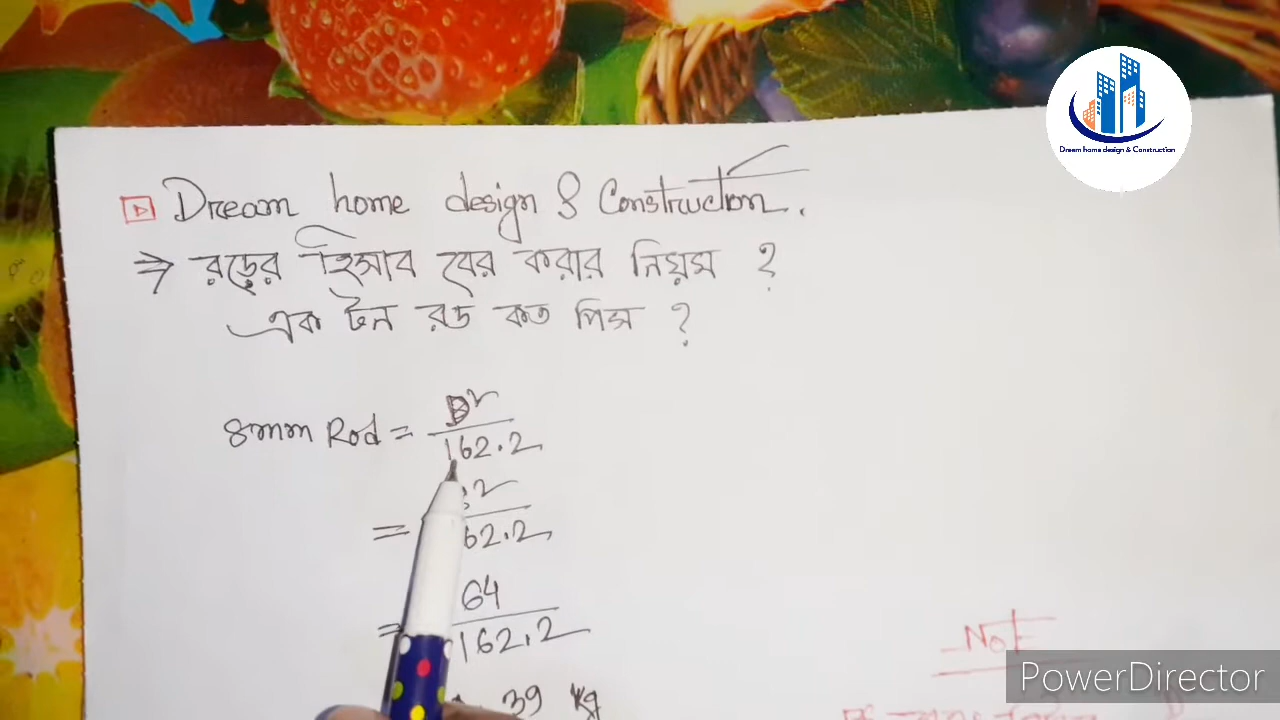 Dream home design & Construction.
⇒ রডের হিসাব বের করার নিয়ম ?
এক টন রড কত পিস ?
8mm Rod = D²/162.2
= 8²/162.2
= 64/162.2
39 kg
Note
Dreem home design & Construction
PowerDirector